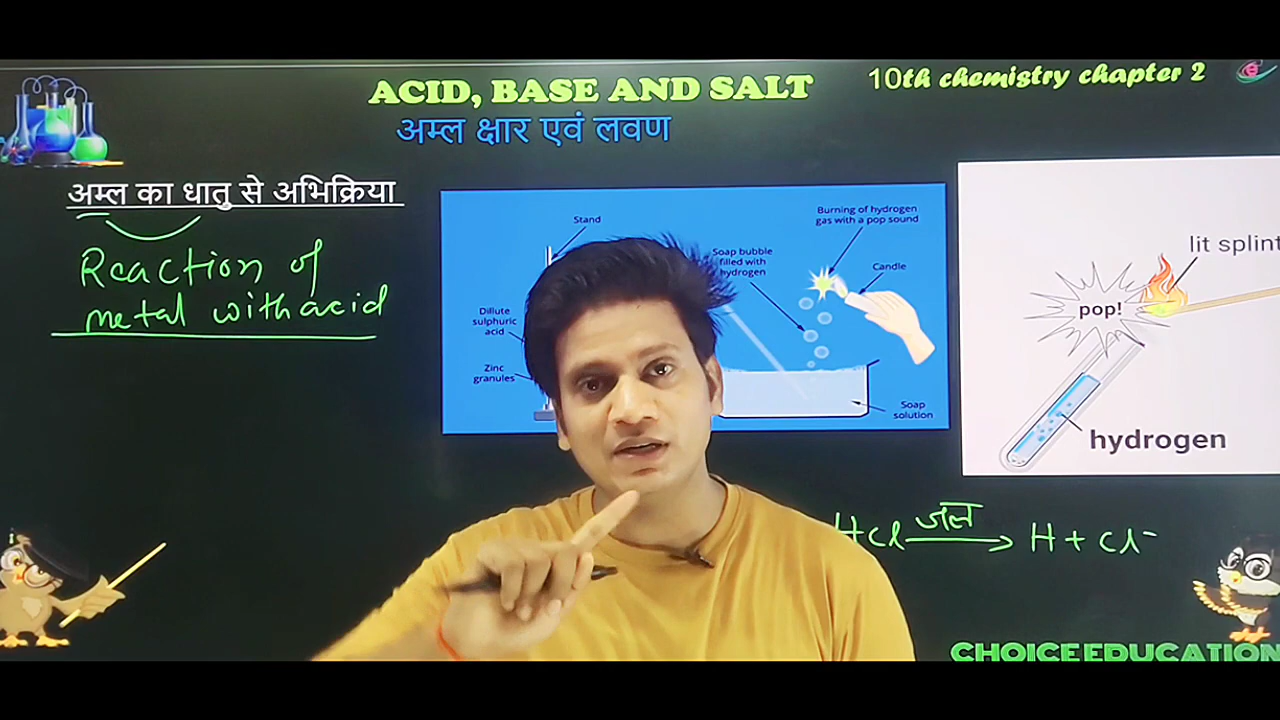 ACID, BASE AND SALT
10th chemistry chapter 2
अम्ल क्षार एवं लवण
अम्ल का धातु से अभिक्रिया
Reaction of
metal with acid
Stand
Dillute
sulphuric
acid
Zinc
granules
Soap bubble
filled with
hydrogen
Burning of hydrogen
gas with a pop sound
Candle
Soap
solution
lit splint
pop!
hydrogen
HCl जल → H + Cl⁻
CHOICE EDUCATION